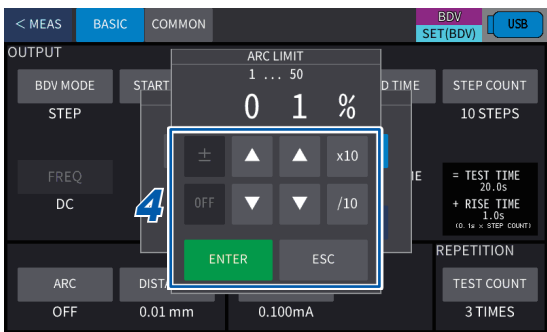 < MEAS BASIC COMMON BDV SET(BDV) USB
OUTPUT
ARC LIMIT
1 ... 50
0 1 %
BDV MODE START D TIME STEP COUNT
STEP 10 STEPS
± ▲ ▲ x10
OFF ▼ ▼ /10
ENTER ESC
4
FREQ
DC
= TEST TIME
20.0s
+ RISE TIME
1.0s
(0.1s × STEP COUNT)
REPETITION
ARC DISTA TEST COUNT
OFF 0.01 mm 0.100mA 3 TIMES